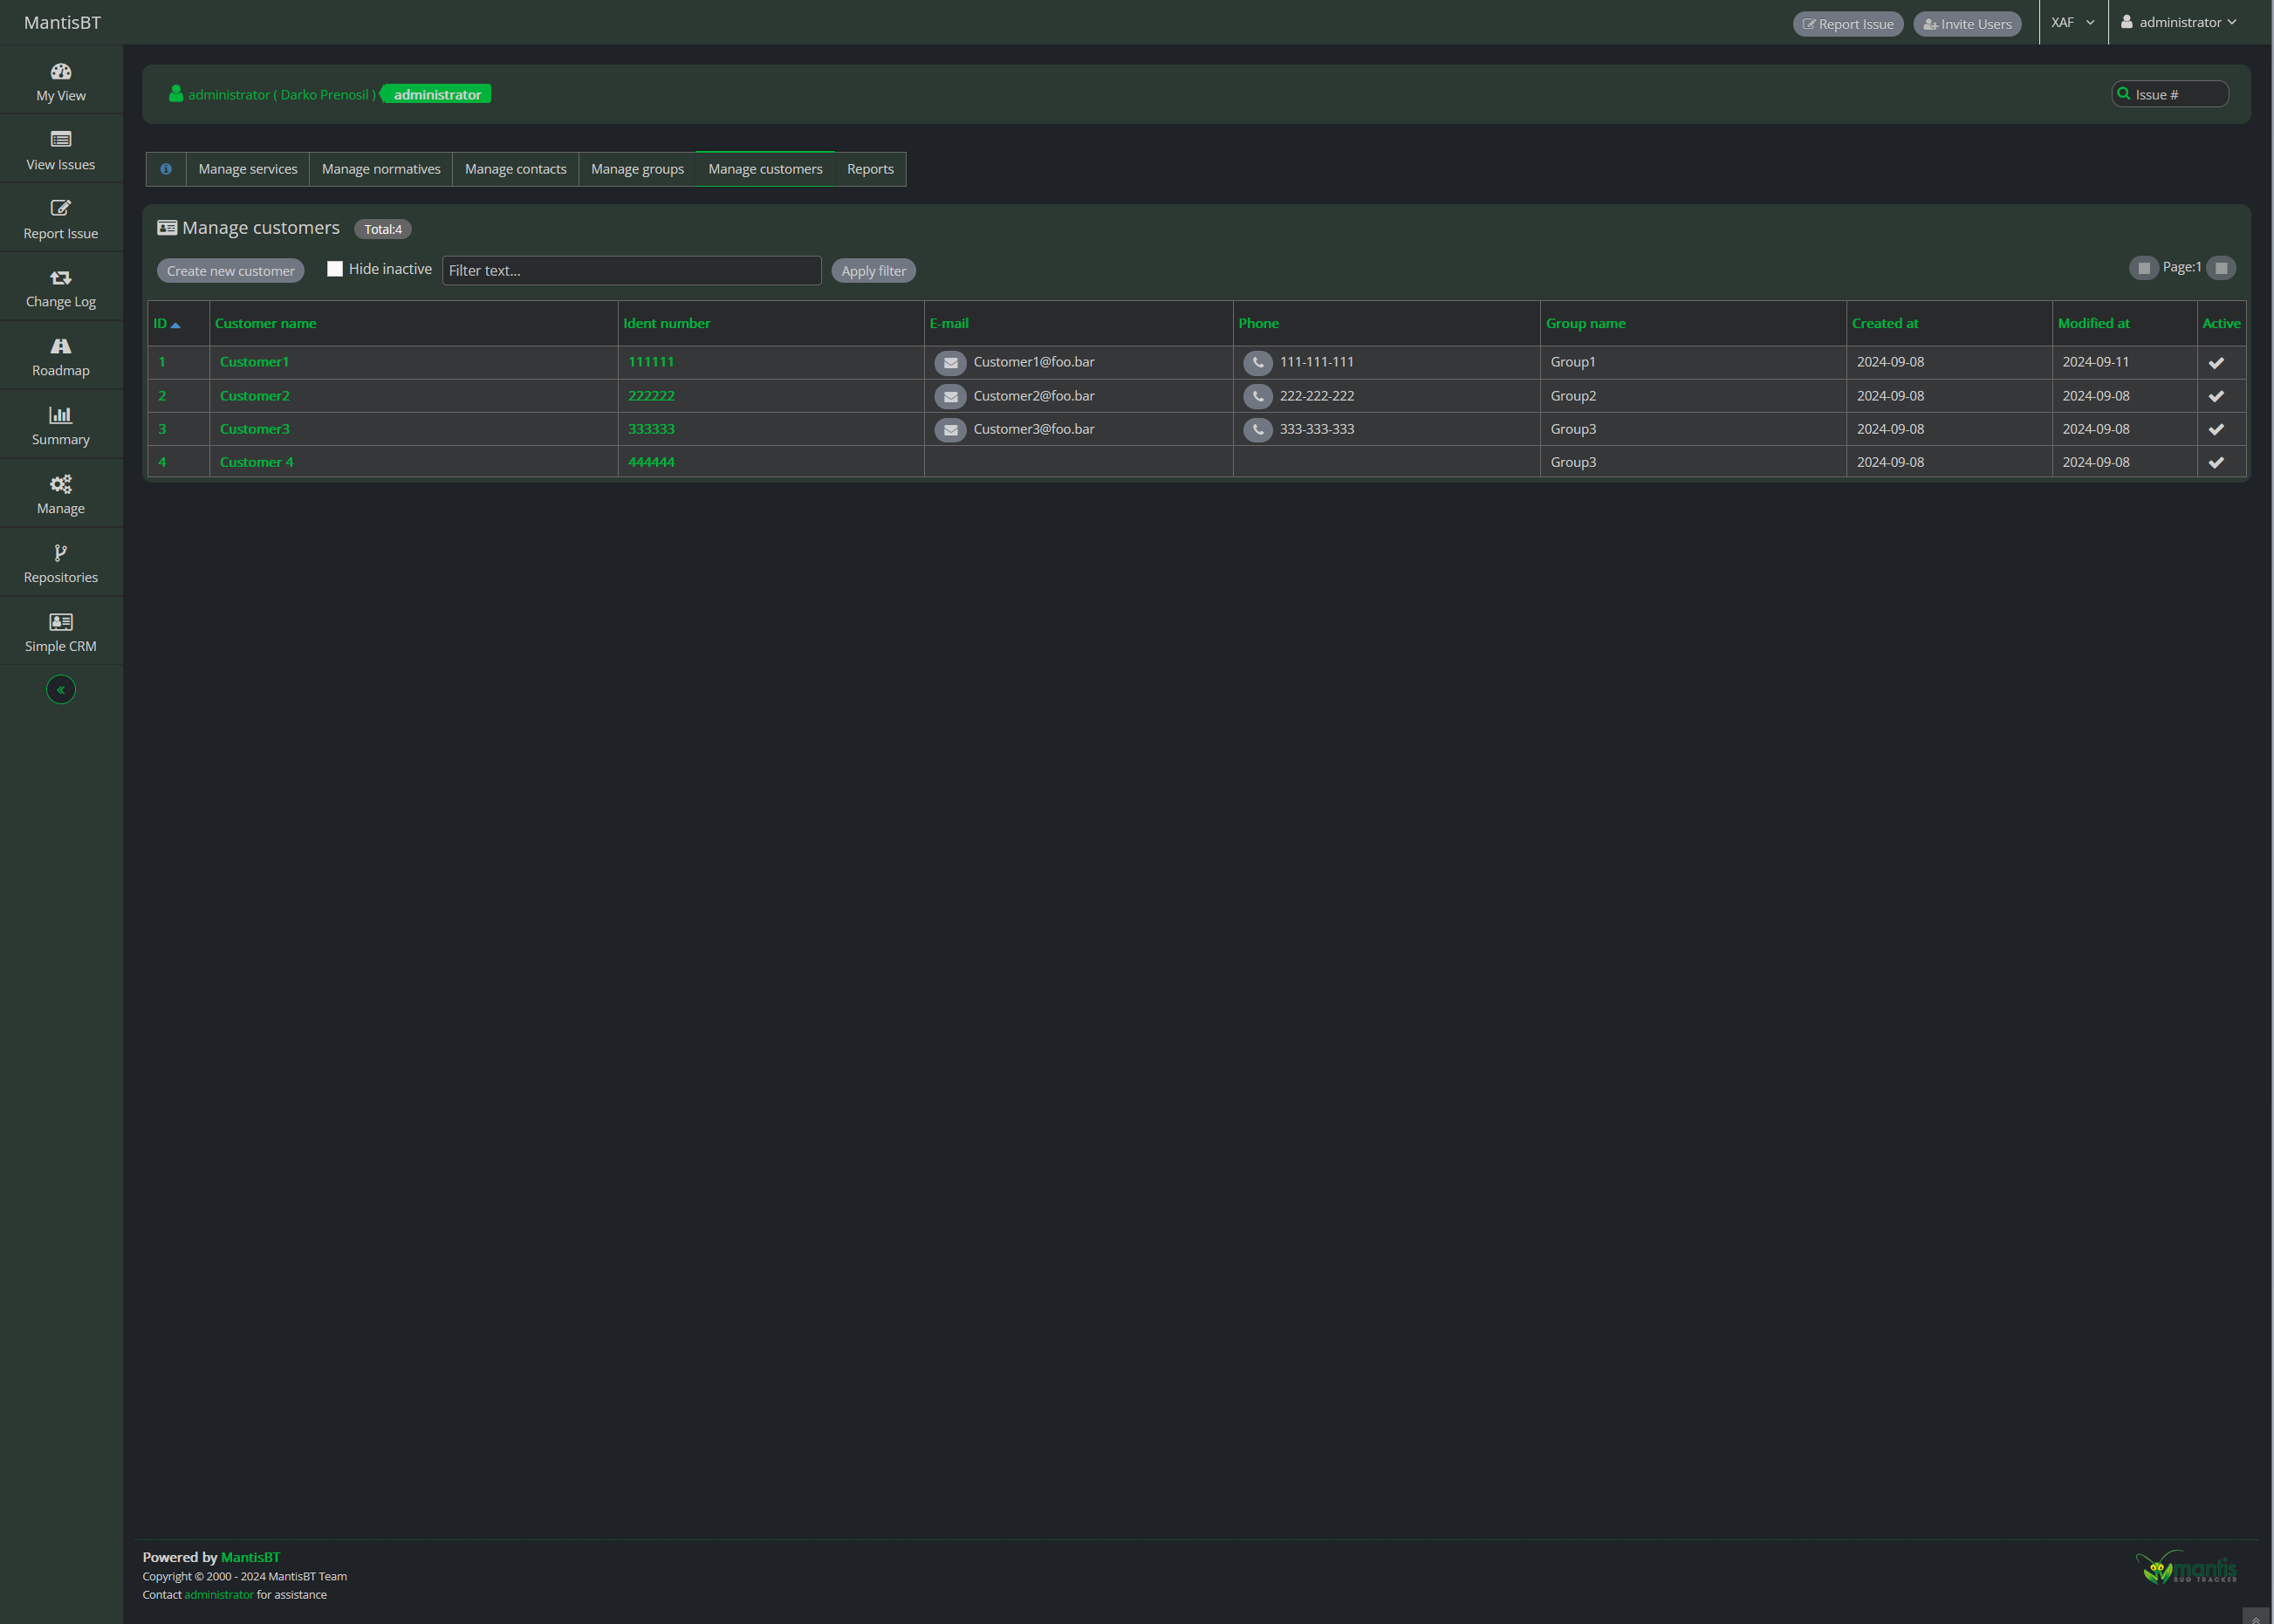 MantisBT
Report Issue
Invite Users
XAF
administrator
My View
View Issues
Report Issue
Change Log
Roadmap
Summary
Manage
Repositories
Simple CRM
administrator ( Darko Prenosil ) administrator
Issue #
Manage services Manage normatives Manage contacts Manage groups Manage customers Reports
Manage customers Total:4
Create new customer Hide inactive Filter text... Apply filter Page:1
ID Customer name Ident number E-mail Phone Group name Created at Modified at Active
1 Customer1 111111 Customer1@foo.bar 111-111-111 Group1 2024-09-08 2024-09-11
2 Customer2 222222 Customer2@foo.bar 222-222-222 Group2 2024-09-08 2024-09-08
3 Customer3 333333 Customer3@foo.bar 333-333-333 Group3 2024-09-08 2024-09-08
4 Customer 4 444444 Group3 2024-09-08 2024-09-08
Powered by MantisBT
Copyright © 2000 - 2024 MantisBT Team
Contact administrator for assistance
mantis
BUG TRACKER